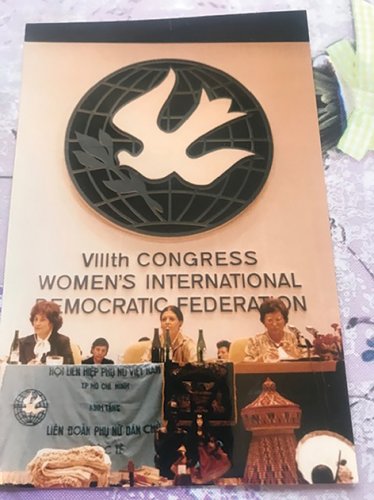 VIIIth CONGRESS
WOMEN'S INTERNATIONAL
DEMOCRATIC FEDERATION
HỘI LIÊN HIỆP PHỤ NỮ VIỆT NAM
TP HỒ CHÍ MINH
KÍNH TẶNG
LIÊN ĐOÀN PHỤ NỮ DÂN CHỦ
TẾ